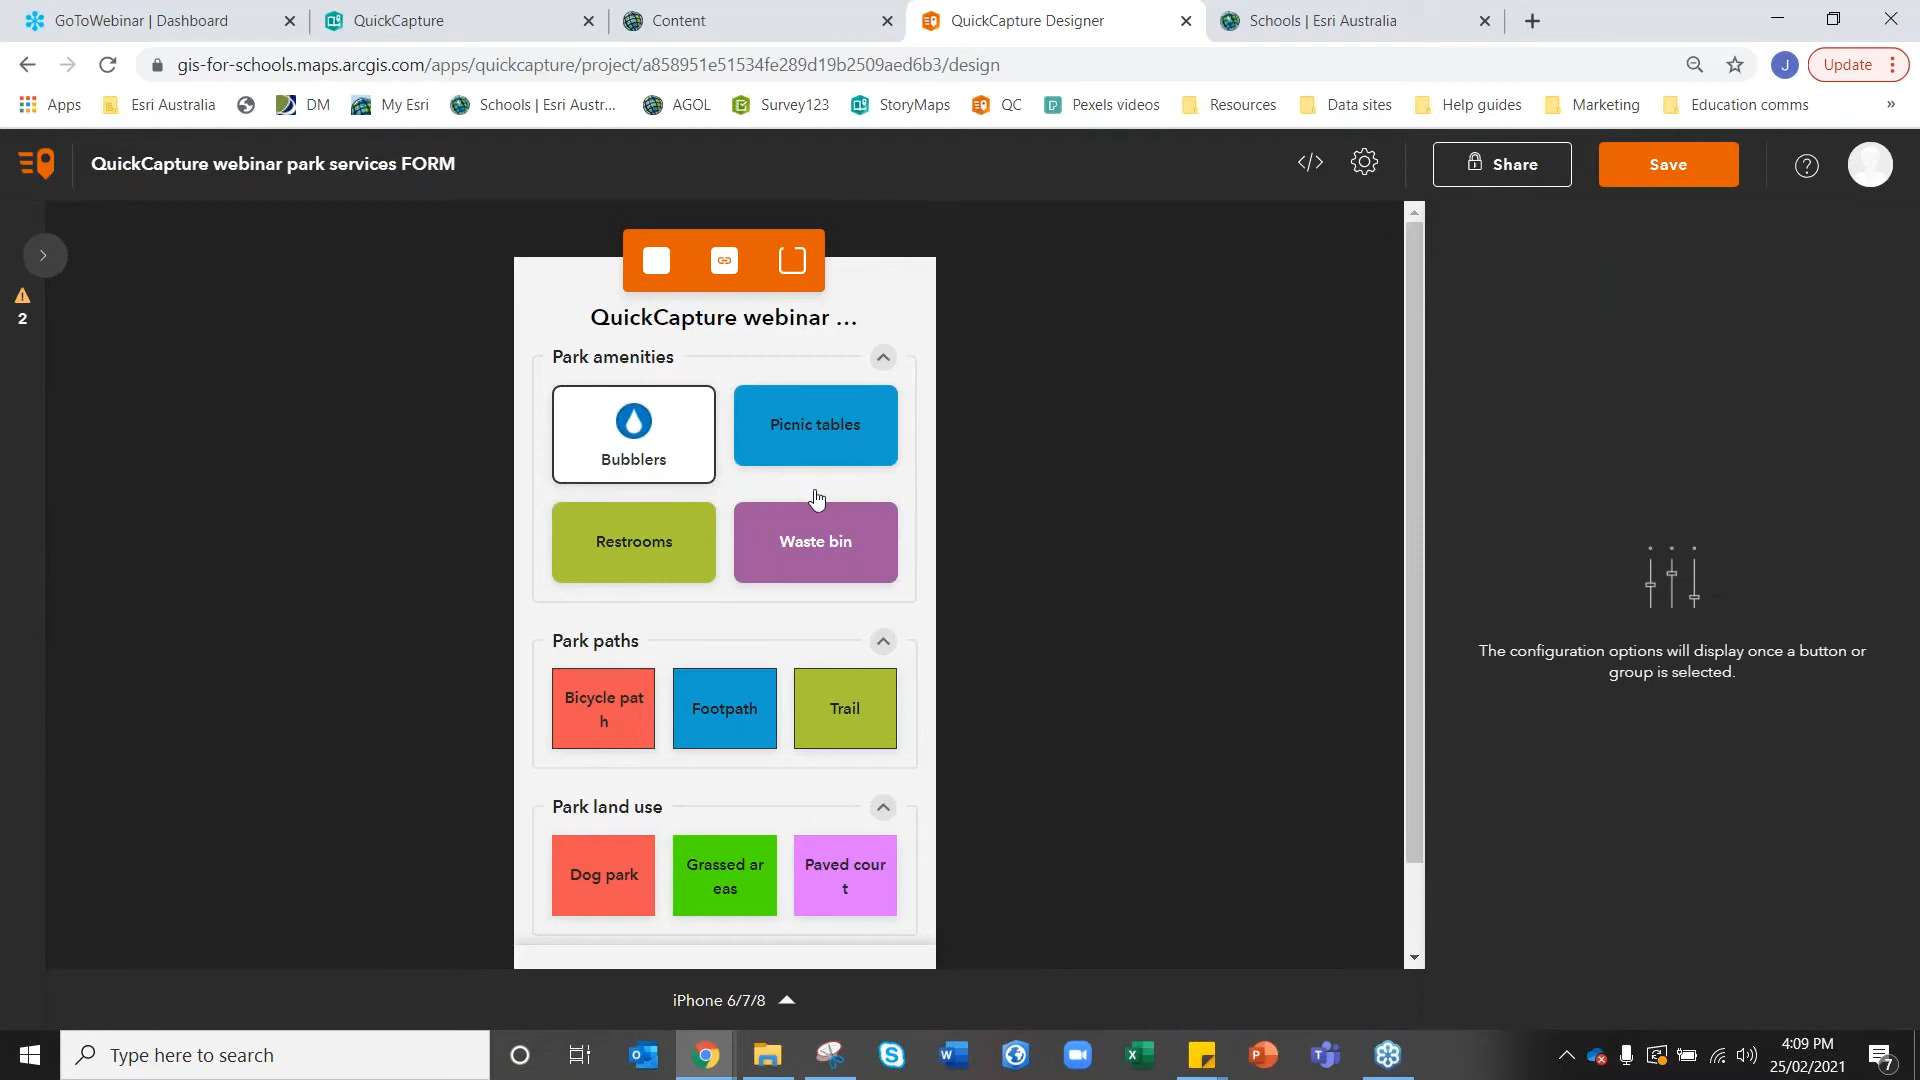 GoToWebinar | Dashboard
QuickCapture
Content
QuickCapture Designer
Schools | Esri Australia
gis-for-schools.maps.arcgis.com/apps/quickcapture/project/a858951e51534fe289d19b2509aed6b3/design
J
Update
Apps
Esri Australia
DM
My Esri
Schools | Esri Austr...
AGOL
Survey123
StoryMaps
QC
Pexels videos
Resources
Data sites
Help guides
Marketing
Education comms
»
QuickCapture webinar park services FORM
Share
Save
2
QuickCapture webinar ...
Park amenities
Bubblers
Picnic tables
Restrooms
Waste bin
Park paths
Bicycle pat
h
Footpath
Trail
Park land use
Dog park
Grassed ar
eas
Paved cour
t
The configuration options will display once a button or
group is selected.
iPhone 6/7/8
Type here to search
4:09 PM
25/02/2021
7